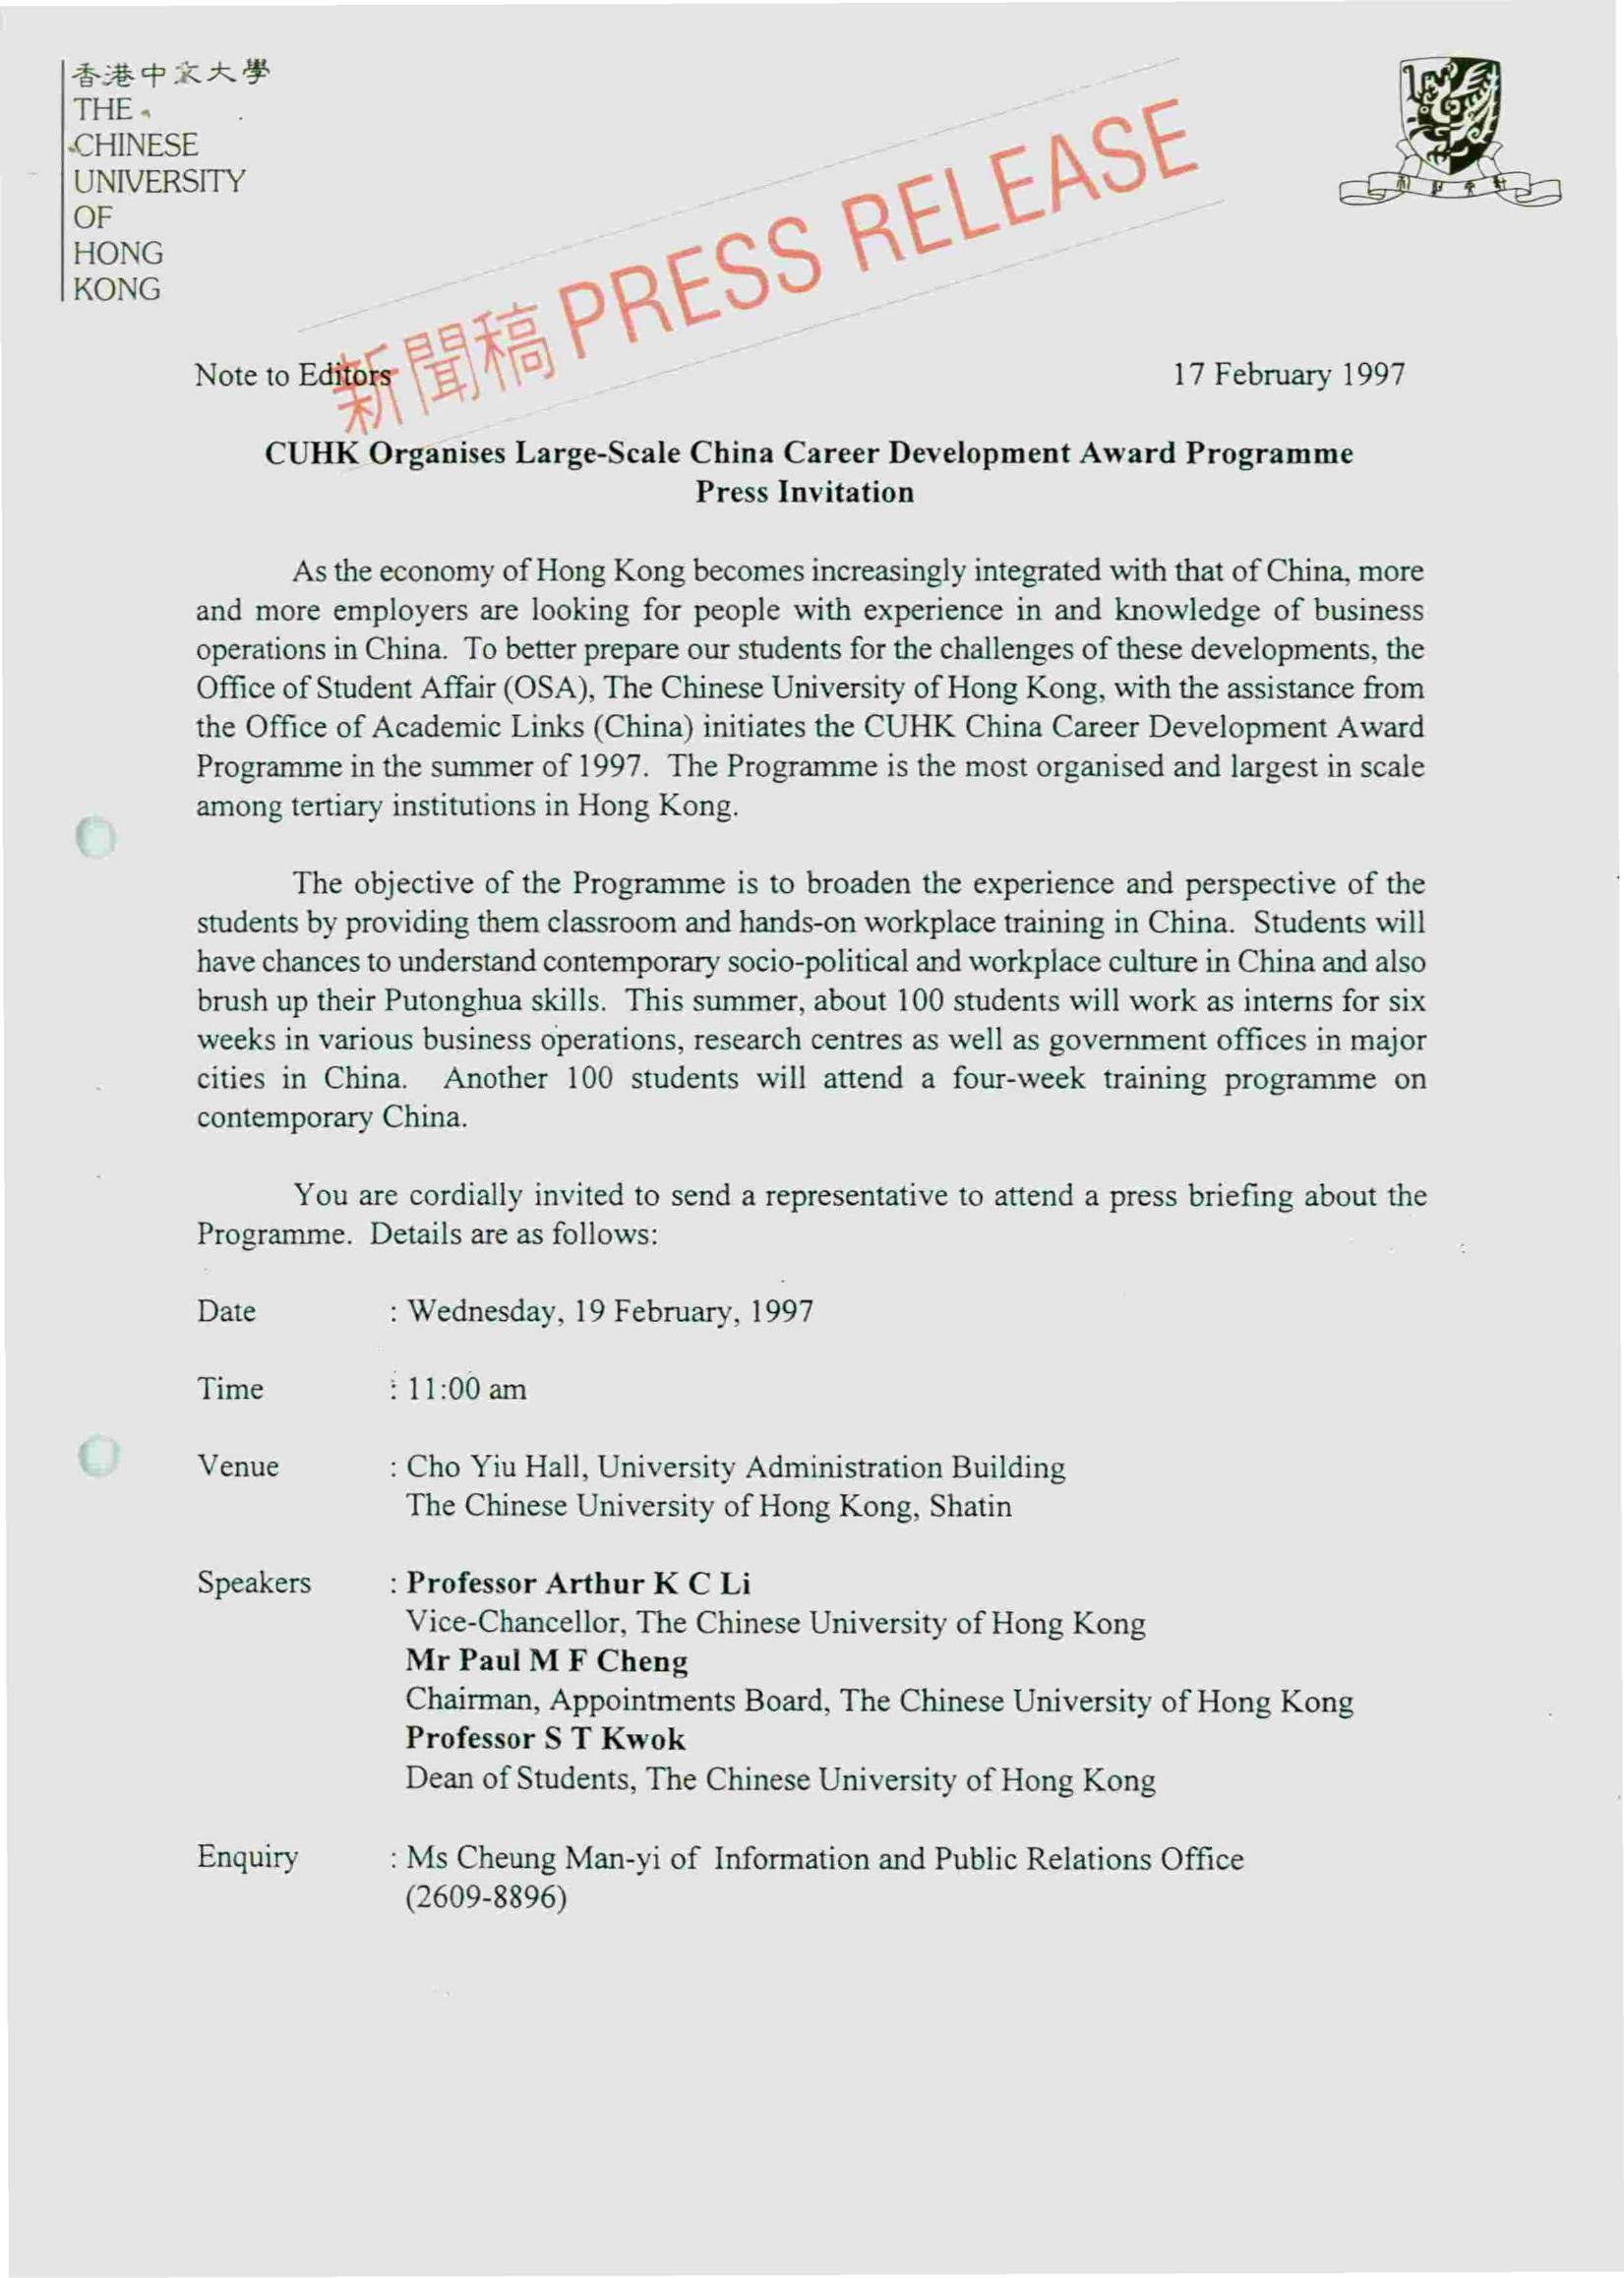 香港中文大學
THE
CHINESE
UNIVERSITY
OF
HONG
KONG
新聞稿 PRESS RELEASE
Note to Editors 17 February 1997
CUHK Organises Large-Scale China Career Development Award Programme
Press Invitation
As the economy of Hong Kong becomes increasingly integrated with that of China, more
and more employers are looking for people with experience in and knowledge of business
operations in China. To better prepare our students for the challenges of these developments, the
Office of Student Affair (OSA), The Chinese University of Hong Kong, with the assistance from
the Office of Academic Links (China) initiates the CUHK China Career Development Award
Programme in the summer of 1997. The Programme is the most organised and largest in scale
among tertiary institutions in Hong Kong.
The objective of the Programme is to broaden the experience and perspective of the
students by providing them classroom and hands-on workplace training in China. Students will
have chances to understand contemporary socio-political and workplace culture in China and also
brush up their Putonghua skills. This summer, about 100 students will work as interns for six
weeks in various business operations, research centres as well as government offices in major
cities in China. Another 100 students will attend a four-week training programme on
contemporary China.
You are cordially invited to send a representative to attend a press briefing about the
Programme. Details are as follows:
Date : Wednesday, 19 February, 1997
Time : 11:00 am
Venue : Cho Yiu Hall, University Administration Building
The Chinese University of Hong Kong, Shatin
Speakers : Professor Arthur K C Li
Vice-Chancellor, The Chinese University of Hong Kong
Mr Paul M F Cheng
Chairman, Appointments Board, The Chinese University of Hong Kong
Professor S T Kwok
Dean of Students, The Chinese University of Hong Kong
Enquiry : Ms Cheung Man-yi of Information and Public Relations Office
(2609-8896)